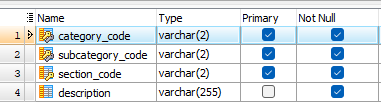 Name Type Primary Not Null
1 category_code varchar(2)
2 subcategory_code varchar(2)
3 section_code varchar(2)
4 description varchar(255)